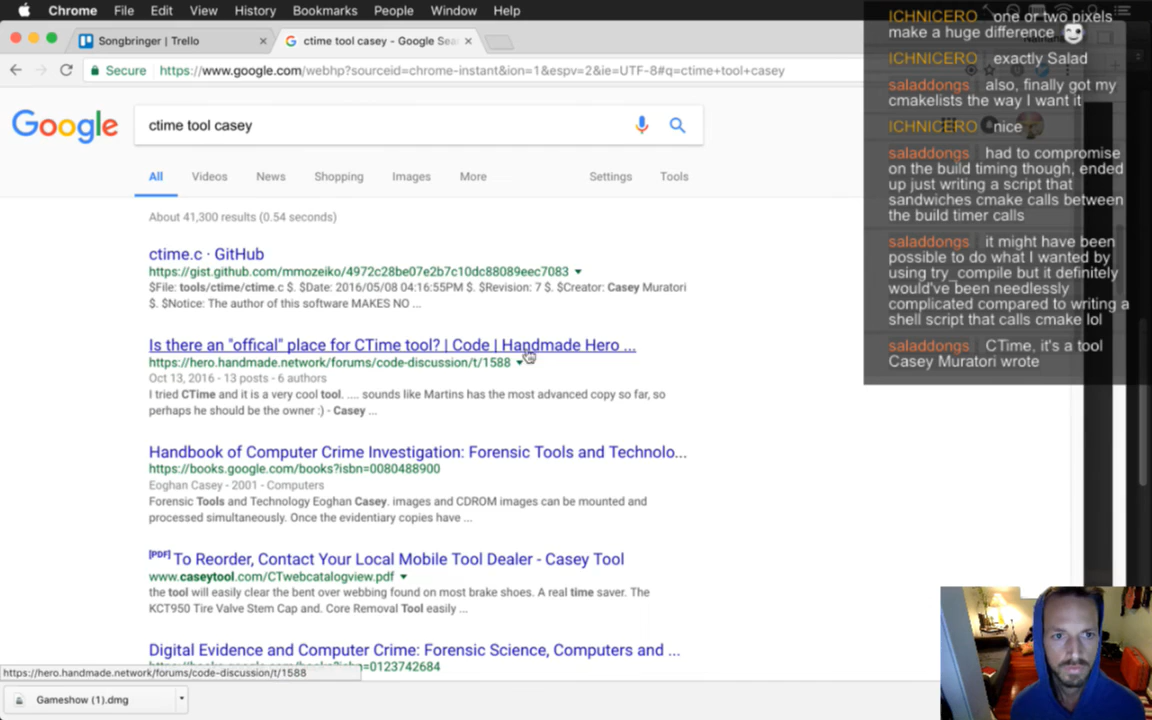 Chrome File Edit View History Bookmarks People Window Help
Songbringer | Trello
ctime tool casey - Google Sea
Secure
https://www.google.com/webhp?sourceid=chrome-instant&ion=1&espv=2&ie=UTF-8#q=ctime+tool+casey
Google
ctime tool casey
All Videos News Shopping Images More Settings Tools
About 41,300 results (0.54 seconds)
ctime.c · GitHub
https://gist.github.com/mmozeiko/4972c28be07e2b7c10dc88089eec7083
$File: tools/ctime/ctime.c $. $Date: 2016/05/08 04:16:55PM $. $Revision: 7 $. $Creator: Casey Muratori
$. $Notice: The author of this software MAKES NO ...
Is there an "offical" place for CTime tool? | Code | Handmade Hero ...
https://hero.handmade.network/forums/code-discussion/t/1588
Oct 13, 2016 - 13 posts - 6 authors
I tried CTime and it is a very cool tool. .... sounds like Martins has the most advanced copy so far, so
perhaps he should be the owner :) - Casey ...
Handbook of Computer Crime Investigation: Forensic Tools and Technolo...
https://books.google.com/books?isbn=0080488900
Eoghan Casey - 2001 - Computers
Forensic Tools and Technology Eoghan Casey. images and CDROM images can be mounted and
processed simultaneously. Once the evidentiary copies have ...
[PDF] To Reorder, Contact Your Local Mobile Tool Dealer - Casey Tool
www.caseytool.com/CTwebcatalogview.pdf
the tool will easily clear the bent over webbing found on most brake shoes. A real time saver. The
KCT950 Tire Valve Stem Cap and. Core Removal Tool easily ...
Digital Evidence and Computer Crime: Forensic Science, Computers and ...
https://books.google.com/books?isbn=0123742684
https://hero.handmade.network/forums/code-discussion/t/1588
Gameshow (1).dmg
ICHNICERO one or two pixels
make a huge difference
ICHNICERO exactly Salad
saladdongs also, finally got my
cmakelists the way I want it
ICHNICERO nice
saladdongs had to compromise
on the build timing though, ended
up just writing a script that
sandwiches cmake calls between
the build timer calls
saladdongs it might have been
possible to do what I wanted by
using try_compile but it definitely
would've been needlessly
complicated compared to writing a
shell script that calls cmake lol
saladdongs CTime, it's a tool
Casey Muratori wrote